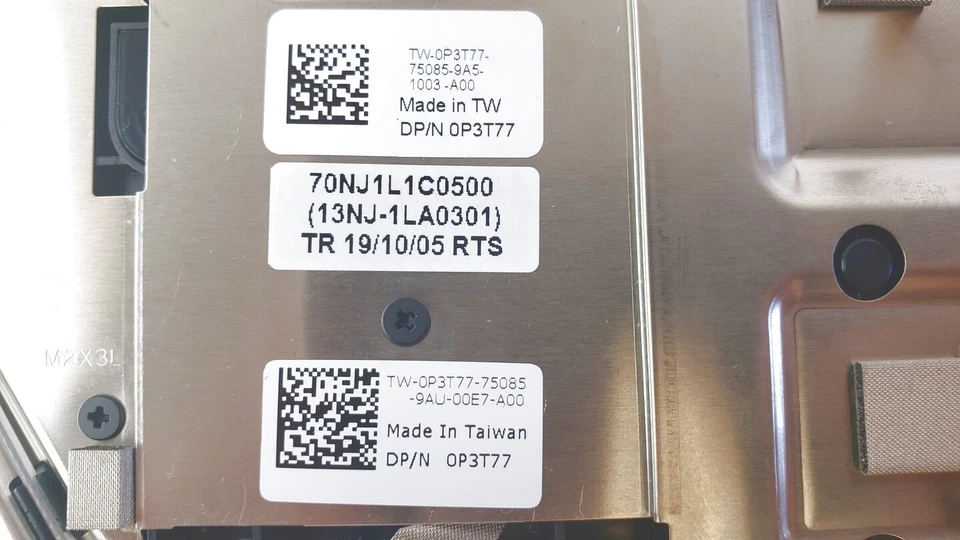 TW-0P3T77-
75085-9A5-
1003-A00
Made in TW
DP/N 0P3T77
70NJ1L1C0500
(13NJ-1LA0301)
TR 19/10/05 RTS
M2X3L
TW-0P3T77-75085
-9AU-00E7-A00
Made In Taiwan
DP/N 0P3T77